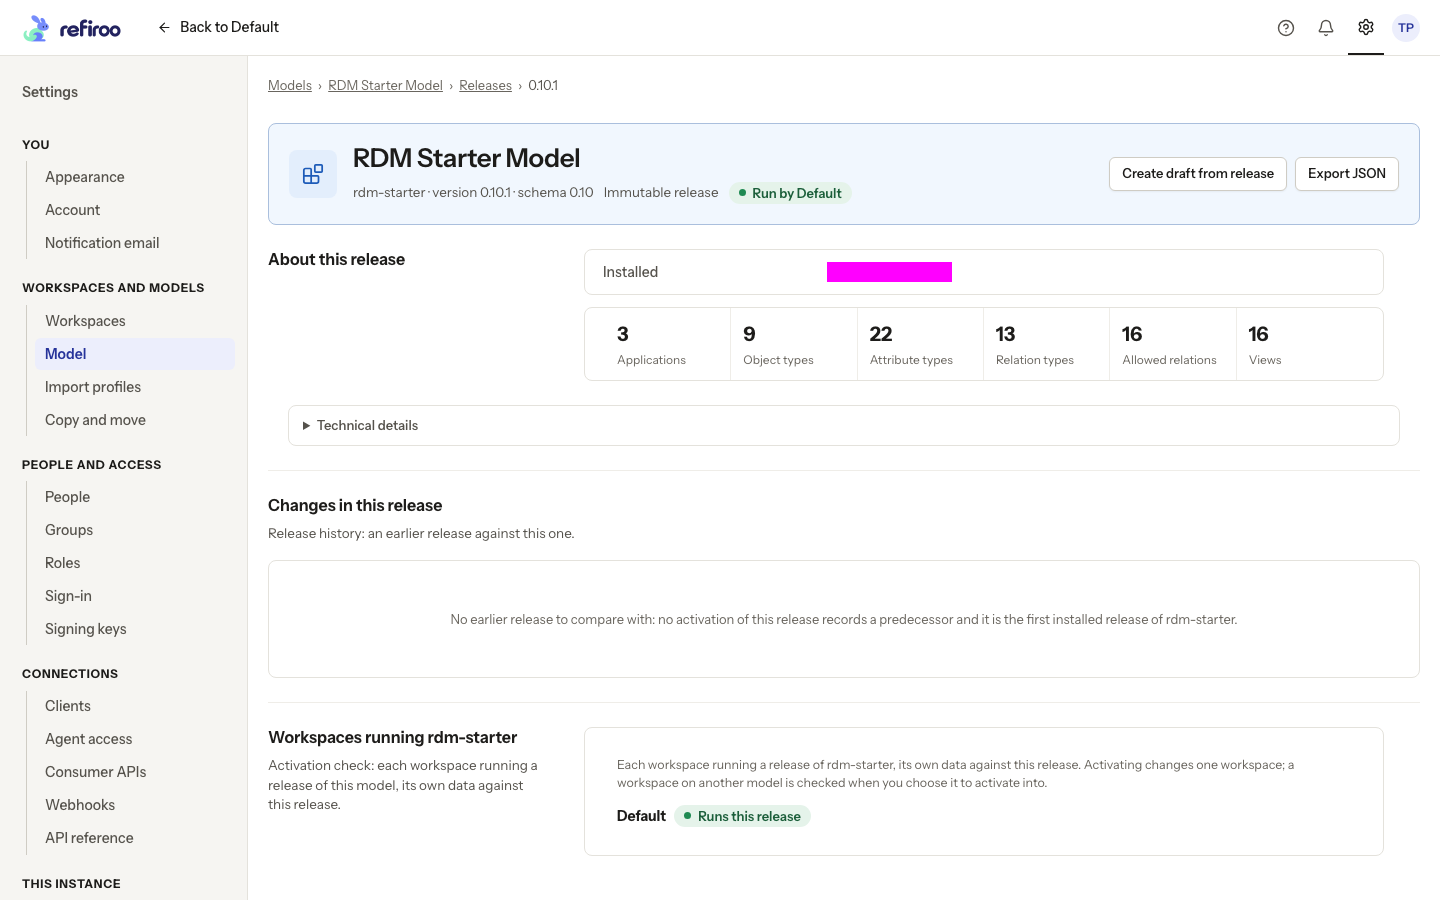 refiroo
Back to Default
TP
Settings
YOU
Appearance
Account
Notification email
WORKSPACES AND MODELS
Workspaces
Model
Import profiles
Copy and move
PEOPLE AND ACCESS
People
Groups
Roles
Sign-in
Signing keys
CONNECTIONS
Clients
Agent access
Consumer APIs
Webhooks
API reference
THIS INSTANCE
Models › RDM Starter Model › Releases › 0.10.1
RDM Starter Model
rdm-starter · version 0.10.1 · schema 0.10 Immutable release Run by Default
Create draft from release
Export JSON
About this release
Installed
3
Applications
9
Object types
22
Attribute types
13
Relation types
16
Allowed relations
16
Views
Technical details
Changes in this release
Release history: an earlier release against this one.
No earlier release to compare with: no activation of this release records a predecessor and it is the first installed release of rdm-starter.
Workspaces running rdm-starter
Activation check: each workspace running a
release of this model, its own data against
this release.
Each workspace running a release of rdm-starter, its own data against this release. Activating changes one workspace; a
workspace on another model is checked when you choose it to activate into.
Default Runs this release